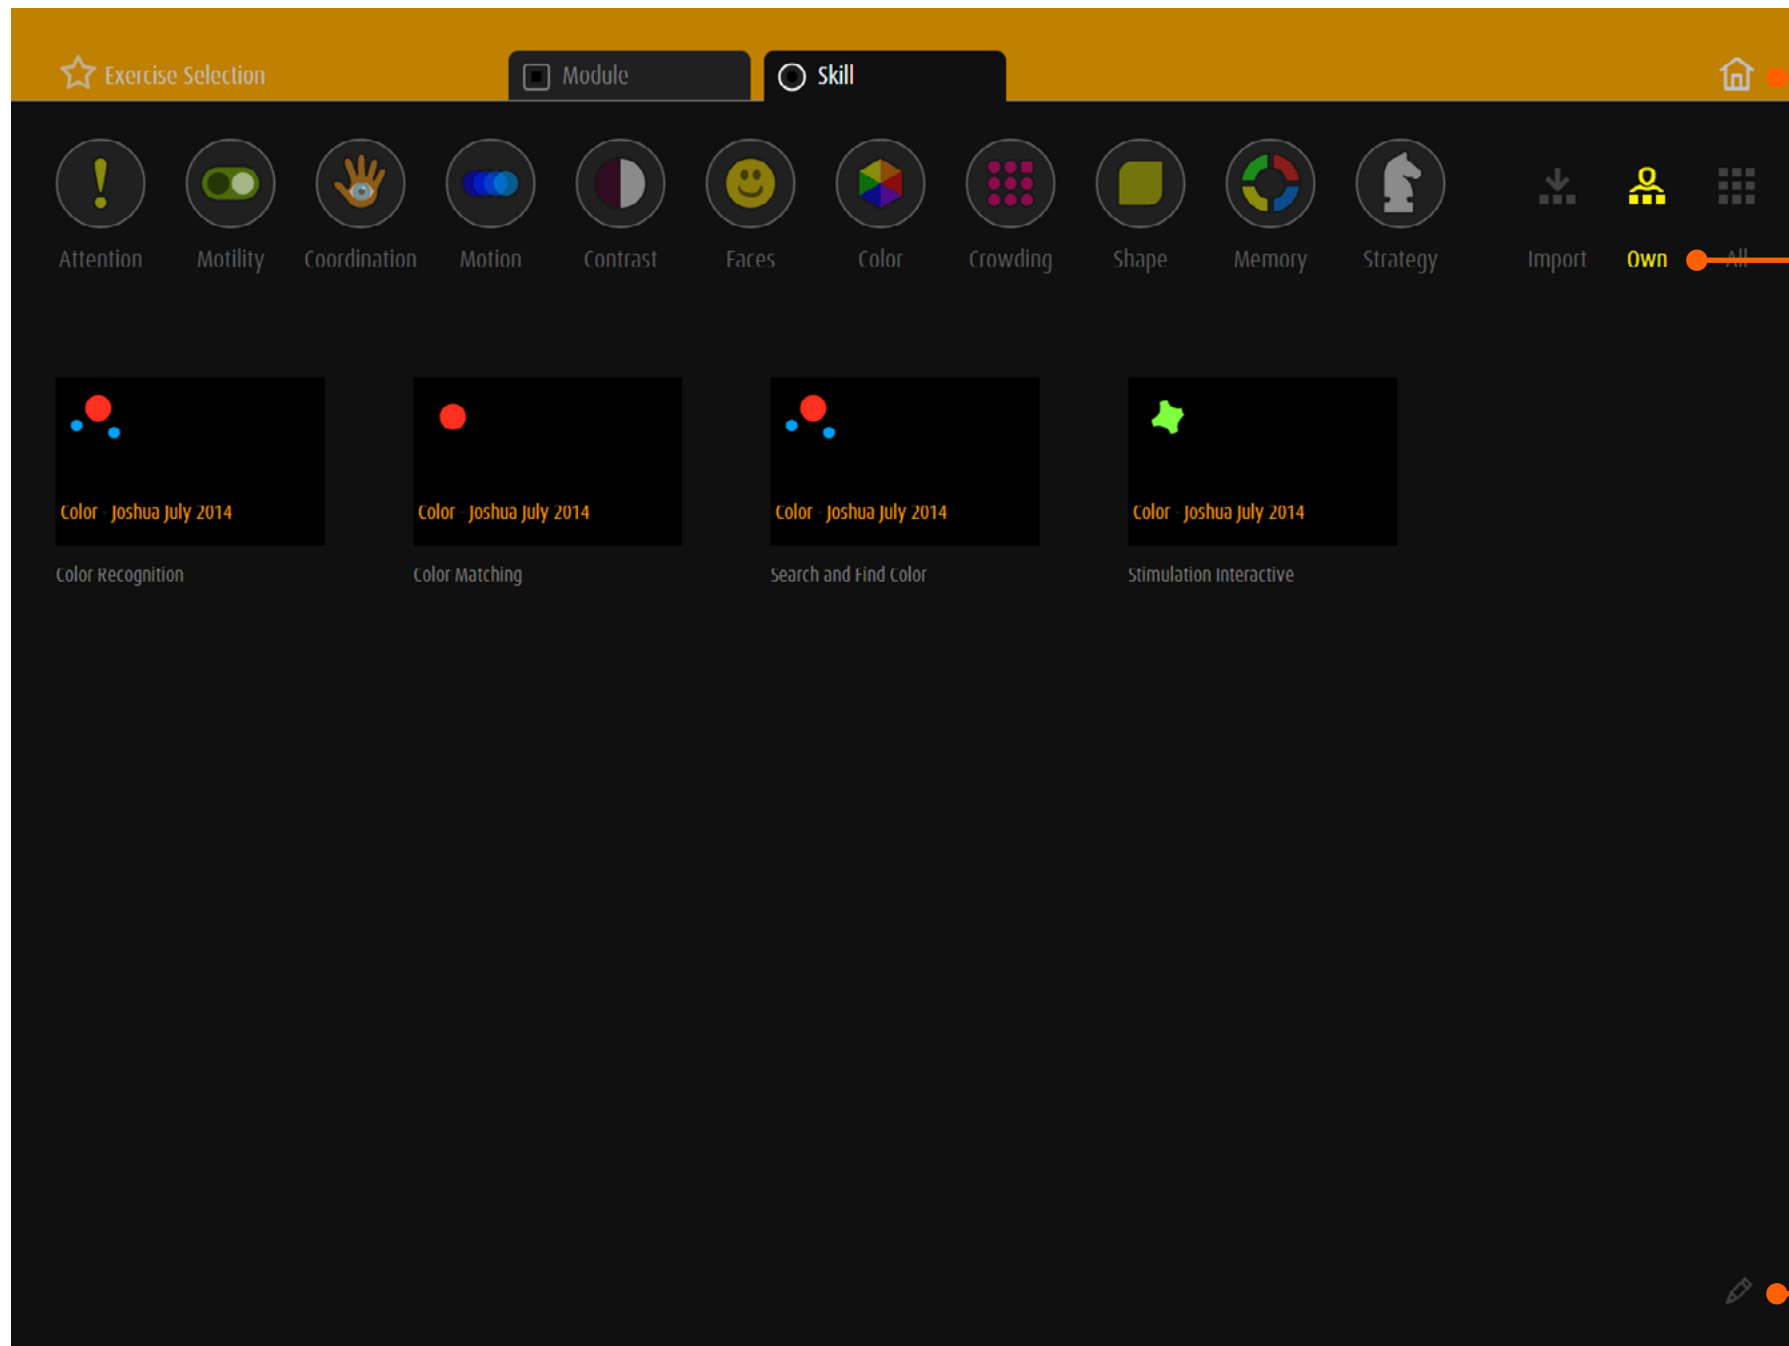 Exercise Selection
Module
Skill
Attention Motility Coordination Motion Contrast Faces Color Crowding Shape Memory Strategy Import Own All
Color - Joshua July 2014
Color Recognition
Color - Joshua July 2014
Color Matching
Color - Joshua July 2014
Search and Find Color
Color - Joshua July 2014
Stimulation Interactive